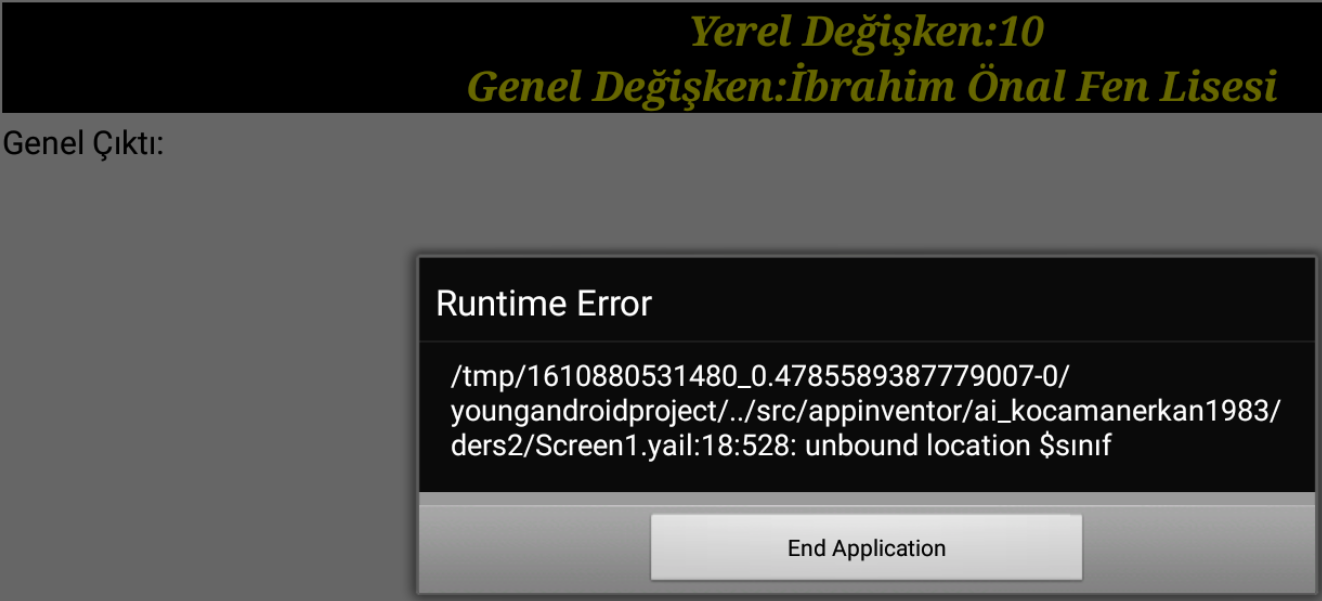 Yerel Değişken:10
Genel Değişken:İbrahim Önal Fen Lisesi
Genel Çıktı:
Runtime Error
/tmp/1610880531480_0.4785589387779007-0/
youngandroidproject/../src/appinventor/ai_kocamanerkan1983/
ders2/Screen1.yail:18:528: unbound location $sınıf
End Application